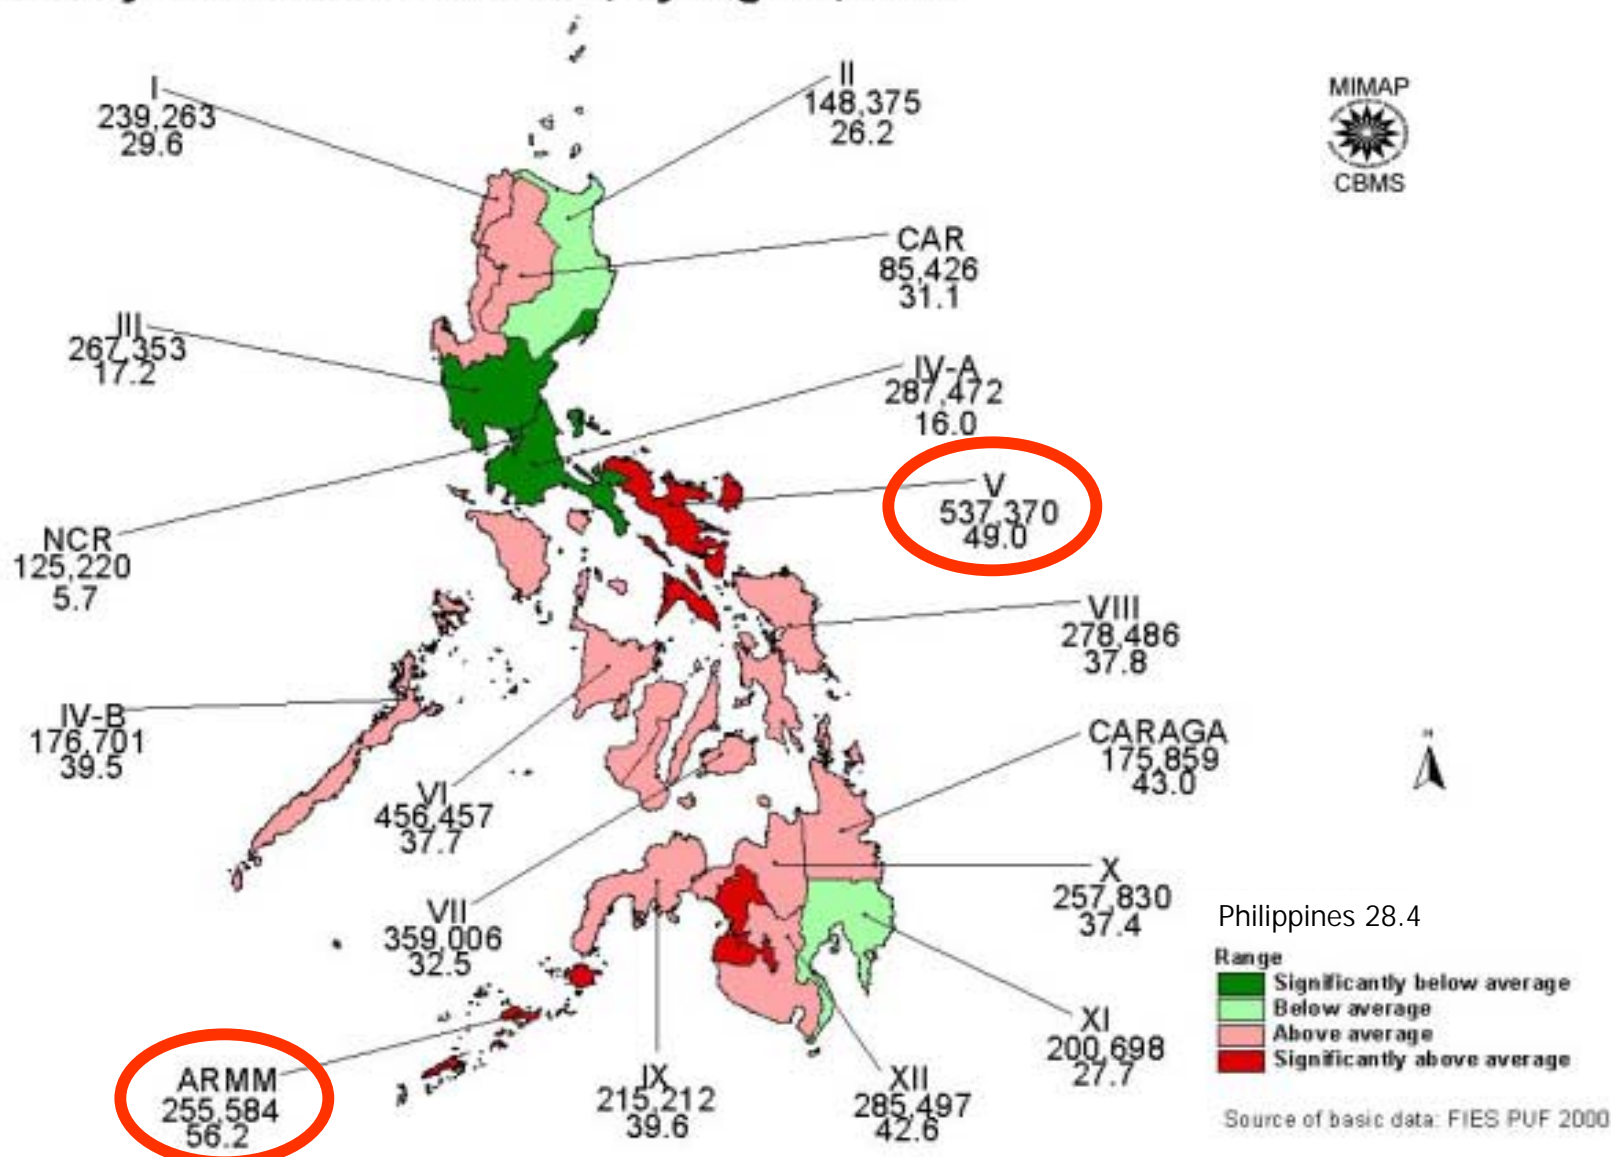 I
239,263
29.6
II
148,375
26.2
MIMAP
CBMS
CAR
85,426
31.1
III
267,353
17.2
IV-A
287,472
16.0
V
537,370
49.0
NCR
125,220
5.7
VIII
278,486
37.8
IV-B
176,701
39.5
CARAGA
175,859
43.0
N
VI
456,457
37.7
X
257,830
37.4
VII
359,006
32.5
Philippines 28.4
Range
Significantly below average
Below average
Above average
Significantly above average
XI
200,698
27.7
ARMM
255,584
56.2
IX
215,212
39.6
XII
285,497
42.6
Source of basic data: FIES PUF 2000